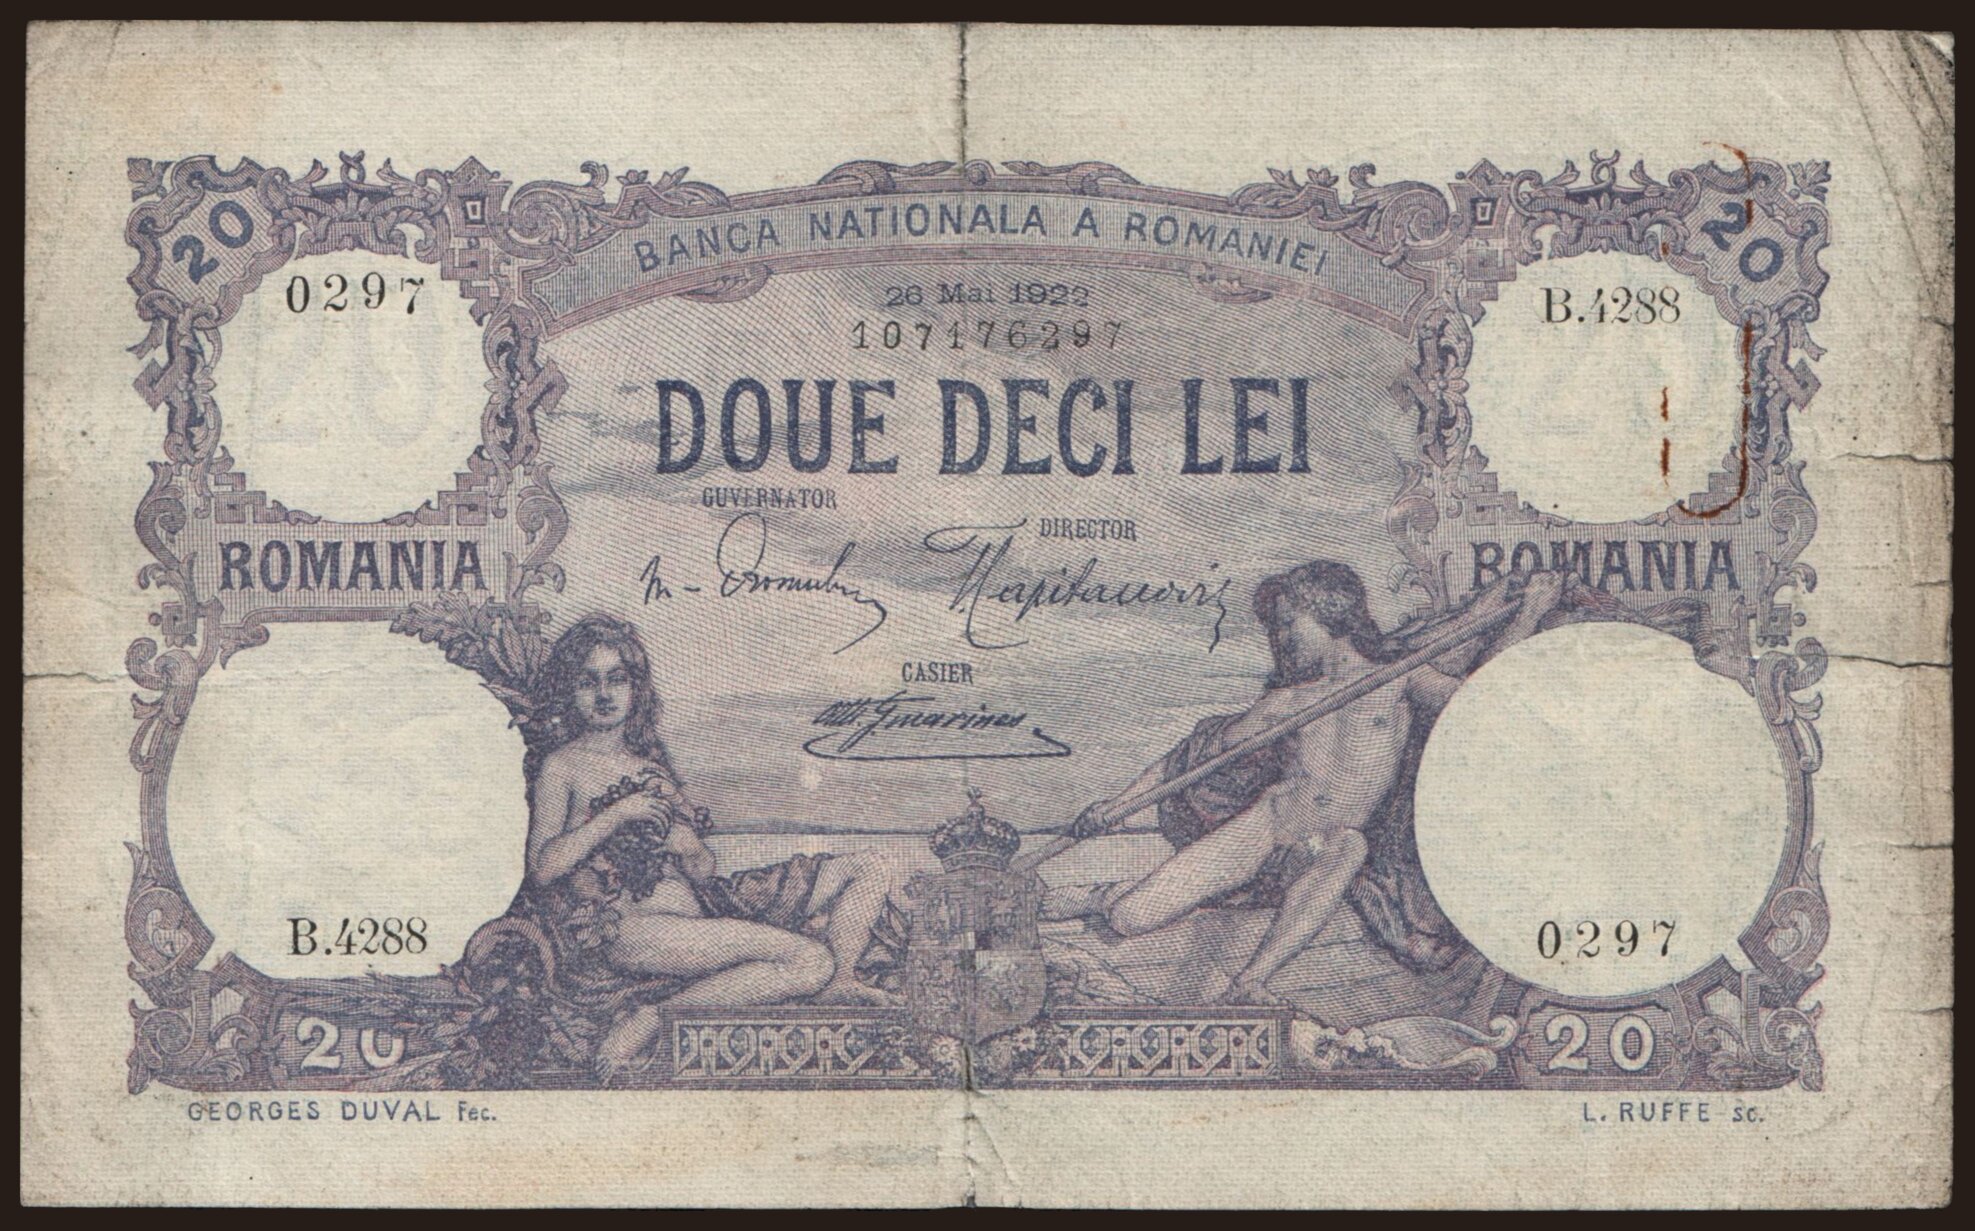 20
20
BANCA NATIONALA A ROMANIEI
0297
26 Mai 1922
B.4288
107176297
DOUE DECI LEI
GUVERNATOR
DIRECTOR
ROMANIA
ROMANIA
CASIER
B.4288
0297
20
20
GEORGES DUVAL Fec.
L. RUFFE sc.